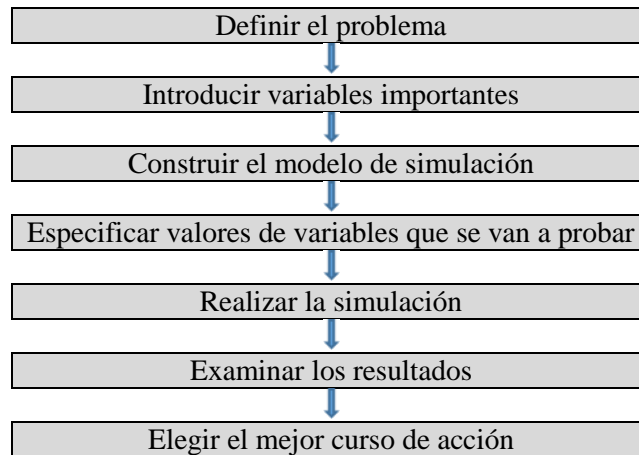 Definir el problema
Introducir variables importantes
Construir el modelo de simulación
Especificar valores de variables que se van a probar
Realizar la simulación
Examinar los resultados
Elegir el mejor curso de acción